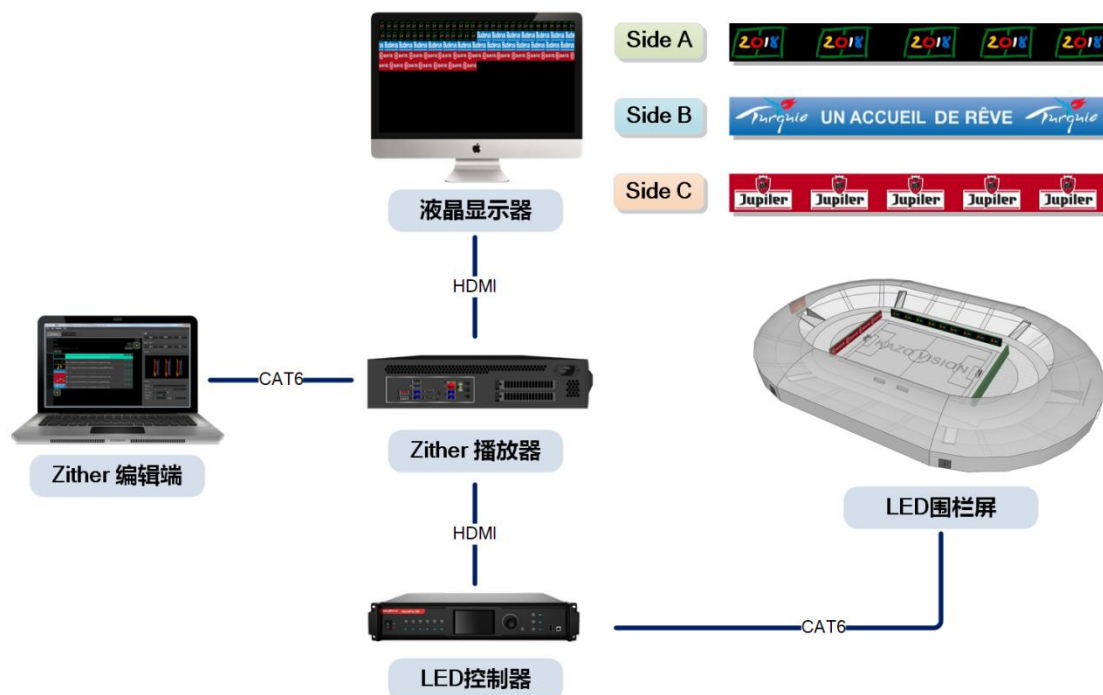 Side A
2018 2018 2018 2018 2018
Side B
Turquie UN ACCUEIL DE RÊVE Turquie
Side C
Jupiler Jupiler Jupiler Jupiler Jupiler
液晶显示器
HDMI
CAT6
Zither 编辑端
Zither 播放器
KAZO VISION
LED围栏屏
HDMI
CAT6
LED控制器